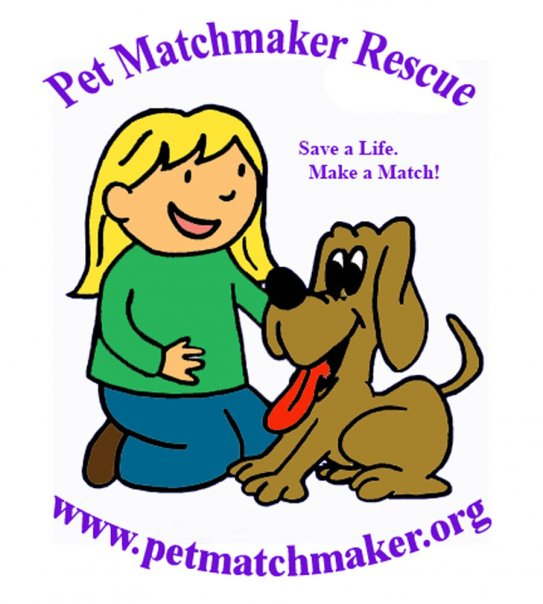 Pet Matchmaker Rescue
Save a Life.
Make a Match!
www.petmatchmaker.org